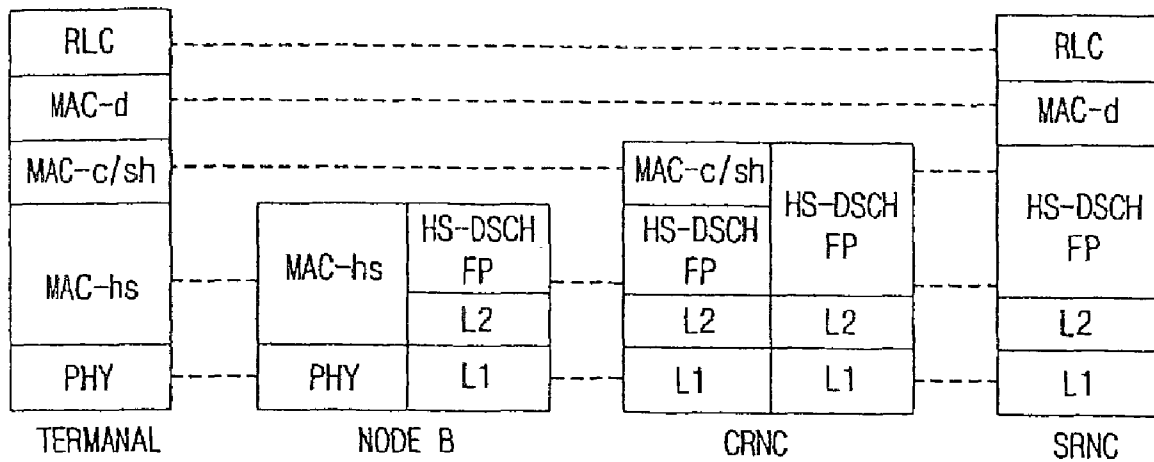 RLC
MAC-d
MAC-c/sh
MAC-hs
PHY
TERMANAL
MAC-hs
PHY
HS-DSCH
FP
L2
L1
NODE B
MAC-c/sh
HS-DSCH
FP
L2
L1
HS-DSCH
FP
L2
L1
CRNC
RLC
MAC-d
HS-DSCH
FP
L2
L1
SRNC